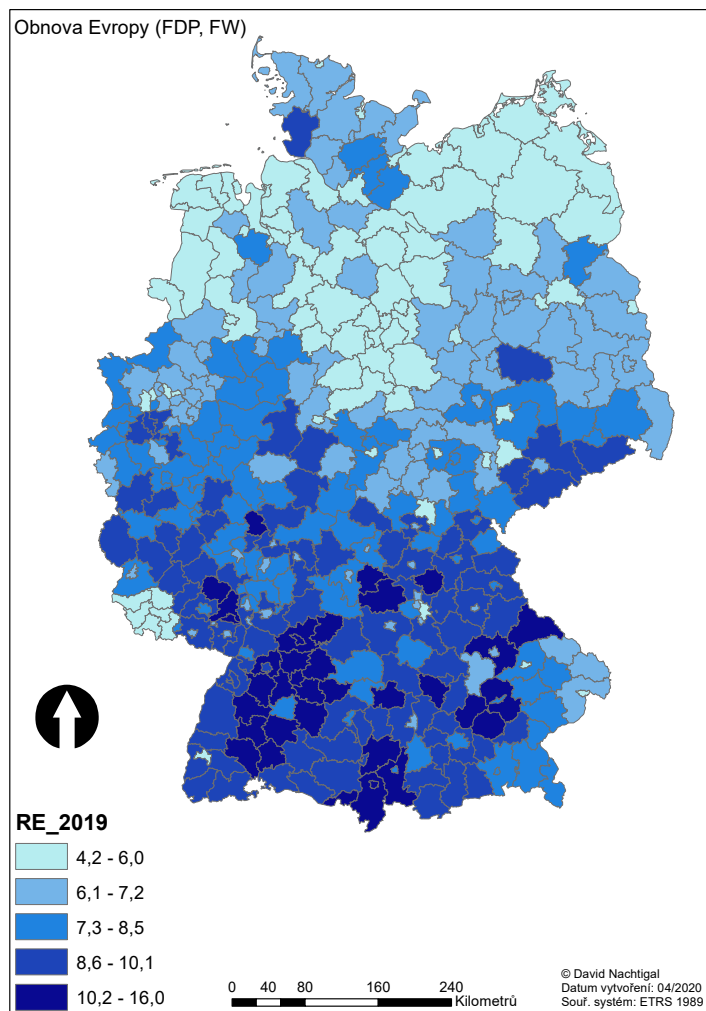 Obnova Evropy (FDP, FW)
RE_2019
4,2 - 6,0
6,1 - 7,2
7,3 - 8,5
8,6 - 10,1
10,2 - 16,0
0 40 80 160 240
Kilometrů
© David Nachtigal
Datum vytvoření: 04/2020
Souř. systém: ETRS 1989